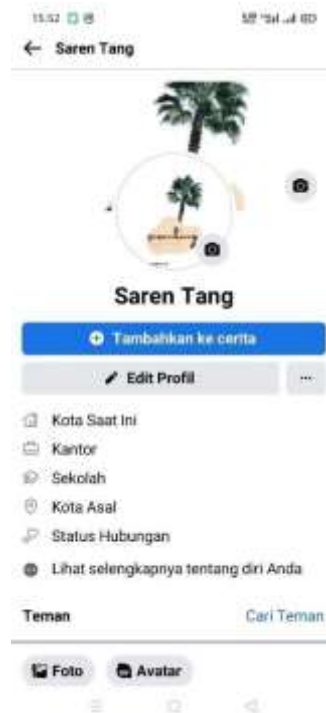 15.52
Saren Tang
Saren Tang
Tambahkan ke cerita
Edit Profil
Kota Saat Ini
Kantor
Sekolah
Kota Asal
Status Hubungan
Lihat selengkapnya tentang diri Anda
Teman Cari Teman
Foto Avatar